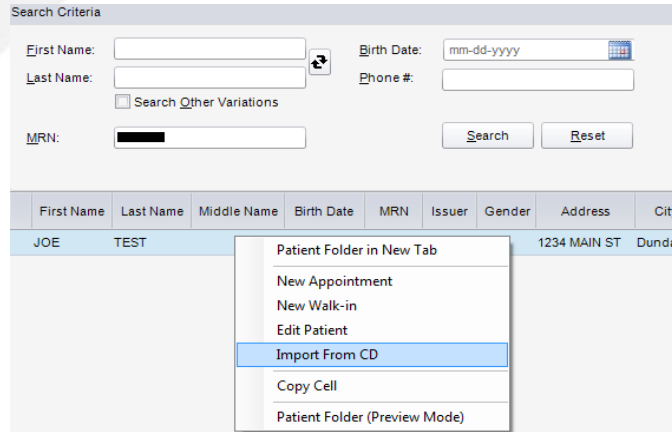 Search Criteria
First Name:
Birth Date: mm-dd-yyyy
Last Name:
Phone #:
Search Other Variations
MRN:
Search Reset
First Name Last Name Middle Name Birth Date MRN Issuer Gender Address Cit
JOE TEST 1234 MAIN ST Dunda
Patient Folder in New Tab
New Appointment
New Walk-in
Edit Patient
Import From CD
Copy Cell
Patient Folder (Preview Mode)